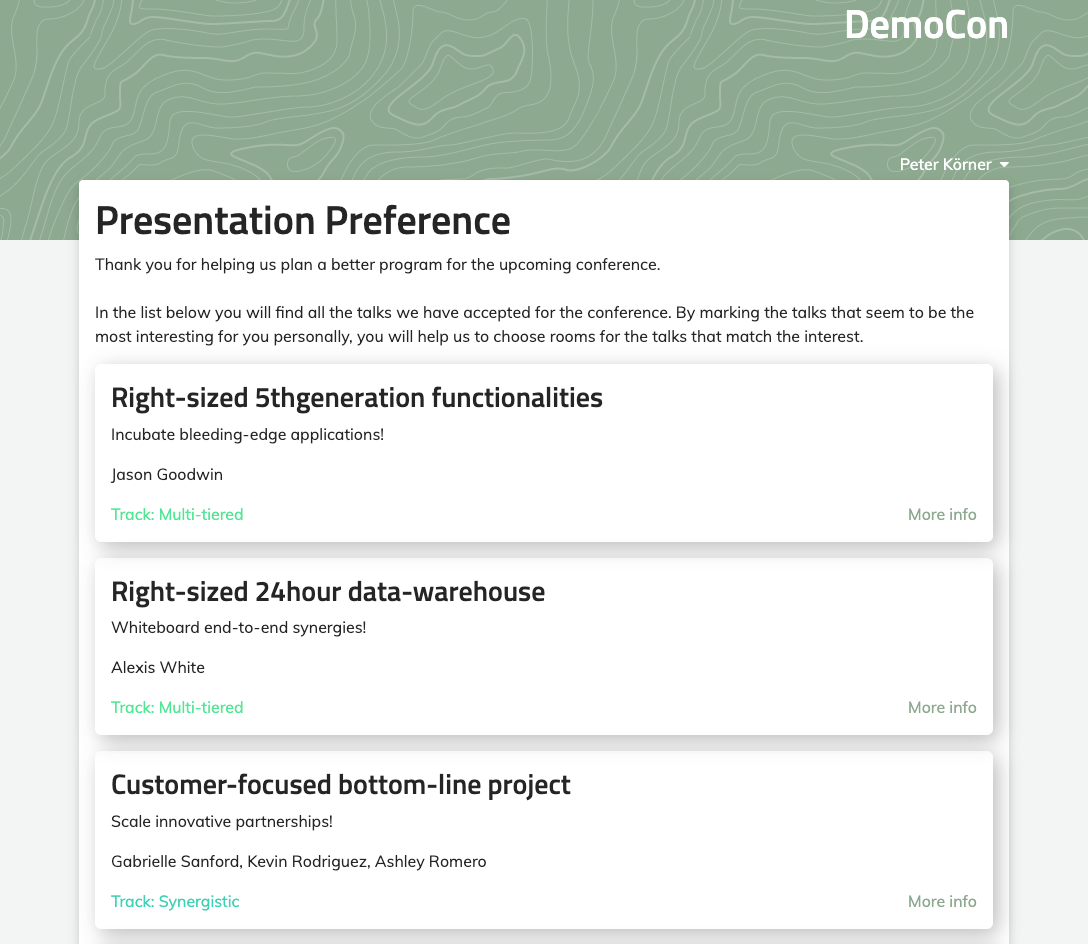 DemoCon
Peter Körner
Presentation Preference
Thank you for helping us plan a better program for the upcoming conference.
In the list below you will find all the talks we have accepted for the conference. By marking the talks that seem to be the
most interesting for you personally, you will help us to choose rooms for the talks that match the interest.
Right-sized 5thgeneration functionalities
Incubate bleeding-edge applications!
Jason Goodwin
Track: Multi-tiered More info
Right-sized 24hour data-warehouse
Whiteboard end-to-end synergies!
Alexis White
Track: Multi-tiered More info
Customer-focused bottom-line project
Scale innovative partnerships!
Gabrielle Sanford, Kevin Rodriguez, Ashley Romero
Track: Synergistic More info